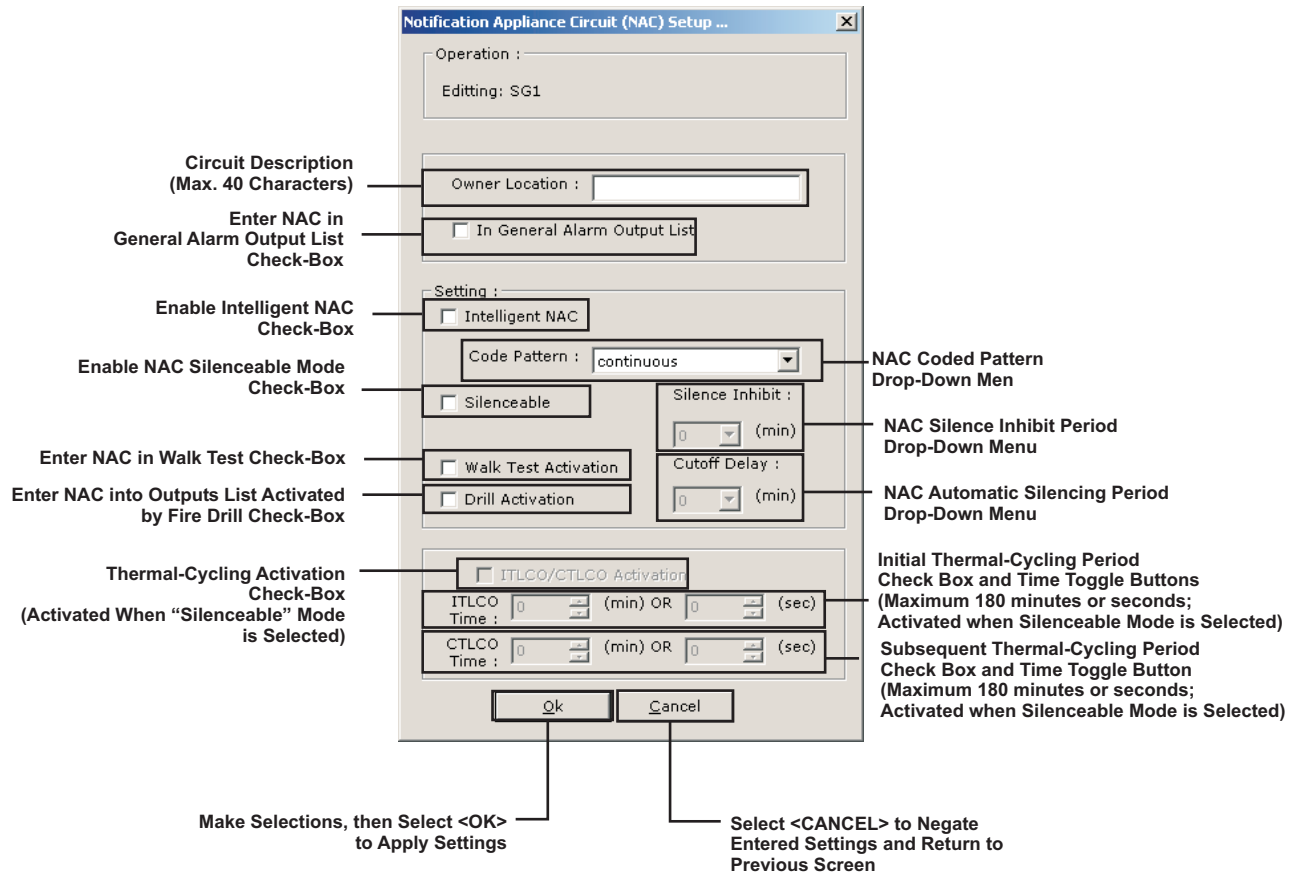 Notification Appliance Circuit (NAC) Setup ...
Operation :
Editting: SG1
Circuit Description
(Max. 40 Characters)
Owner Location :
Enter NAC in
General Alarm Output List
Check-Box
In General Alarm Output List
Setting :
Enable Intelligent NAC
Check-Box
Intelligent NAC
Code Pattern :
continuous
NAC Coded Pattern
Drop-Down Men
Enable NAC Silenceable Mode
Check-Box
Silenceable
Silence Inhibit :
0
(min)
NAC Silence Inhibit Period
Drop-Down Menu
Enter NAC in Walk Test Check-Box
Walk Test Activation
Cutoff Delay :
0
(min)
NAC Automatic Silencing Period
Drop-Down Menu
Enter NAC into Outputs List Activated
by Fire Drill Check-Box
Drill Activation
Thermal-Cycling Activation
Check-Box
(Activated When “Silenceable” Mode
is Selected)
ITLCO/CTLCO Activation
ITLCO
Time :
0
(min) OR
0
(sec)
Initial Thermal-Cycling Period
Check Box and Time Toggle Buttons
(Maximum 180 minutes or seconds;
Activated when Silenceable Mode is Selected)
CTLCO
Time :
0
(min) OR
0
(sec)
Subsequent Thermal-Cycling Period
Check Box and Time Toggle Button
(Maximum 180 minutes or seconds;
Activated when Silenceable Mode is Selected)
Ok
Cancel
Make Selections, then Select <OK>
to Apply Settings
Select <CANCEL> to Negate
Entered Settings and Return to
Previous Screen